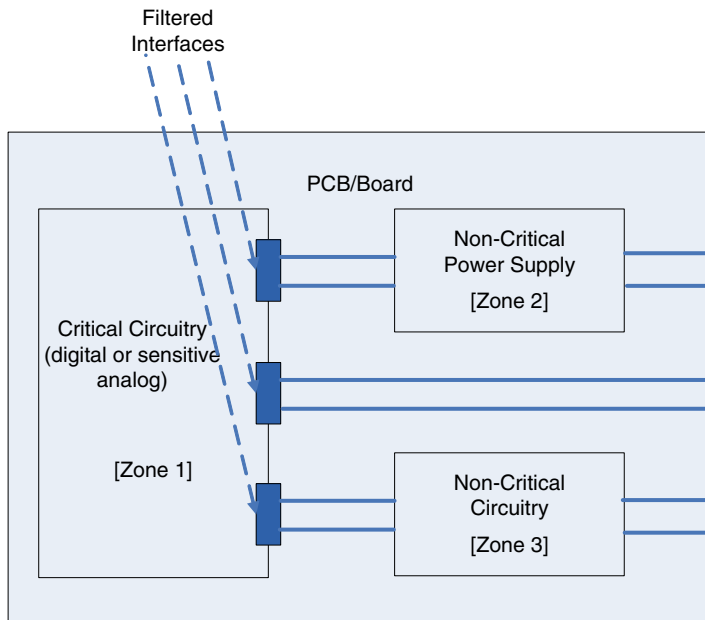 Filtered
Interfaces
PCB/Board
Non-Critical
Power Supply
[Zone 2]
Critical Circuitry
(digital or sensitive
analog)
[Zone 1]
Non-Critical
Circuitry
[Zone 3]